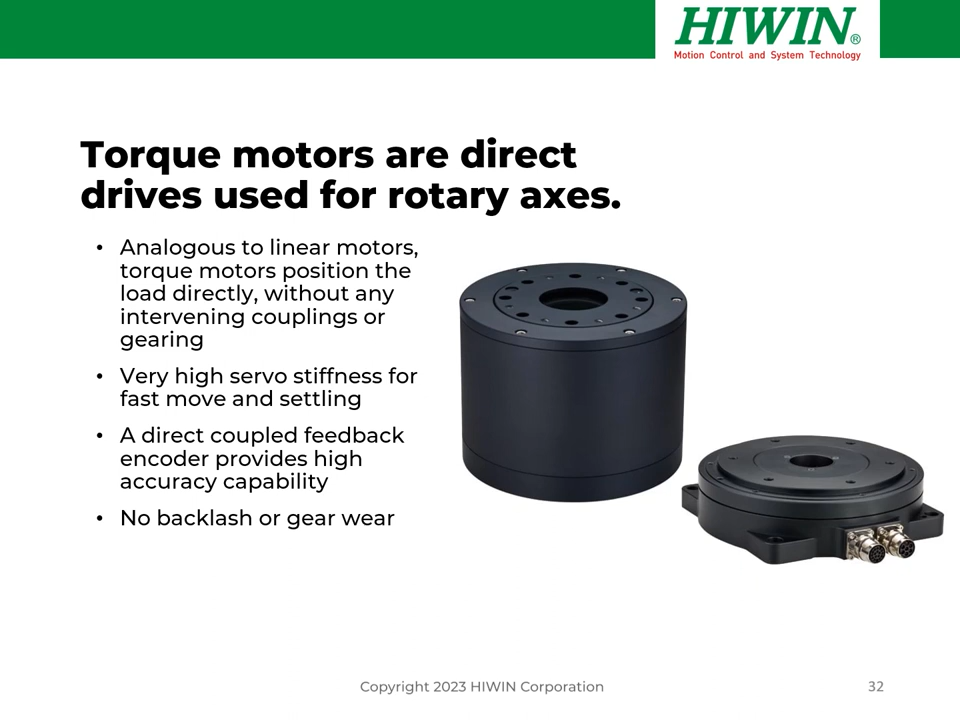 HIWIN®
Motion Control and System Technology
Torque motors are direct
drives used for rotary axes.
• Analogous to linear motors,
torque motors position the
load directly, without any
intervening couplings or
gearing
• Very high servo stiffness for
fast move and settling
• A direct coupled feedback
encoder provides high
accuracy capability
• No backlash or gear wear
Copyright 2023 HIWIN Corporation
32